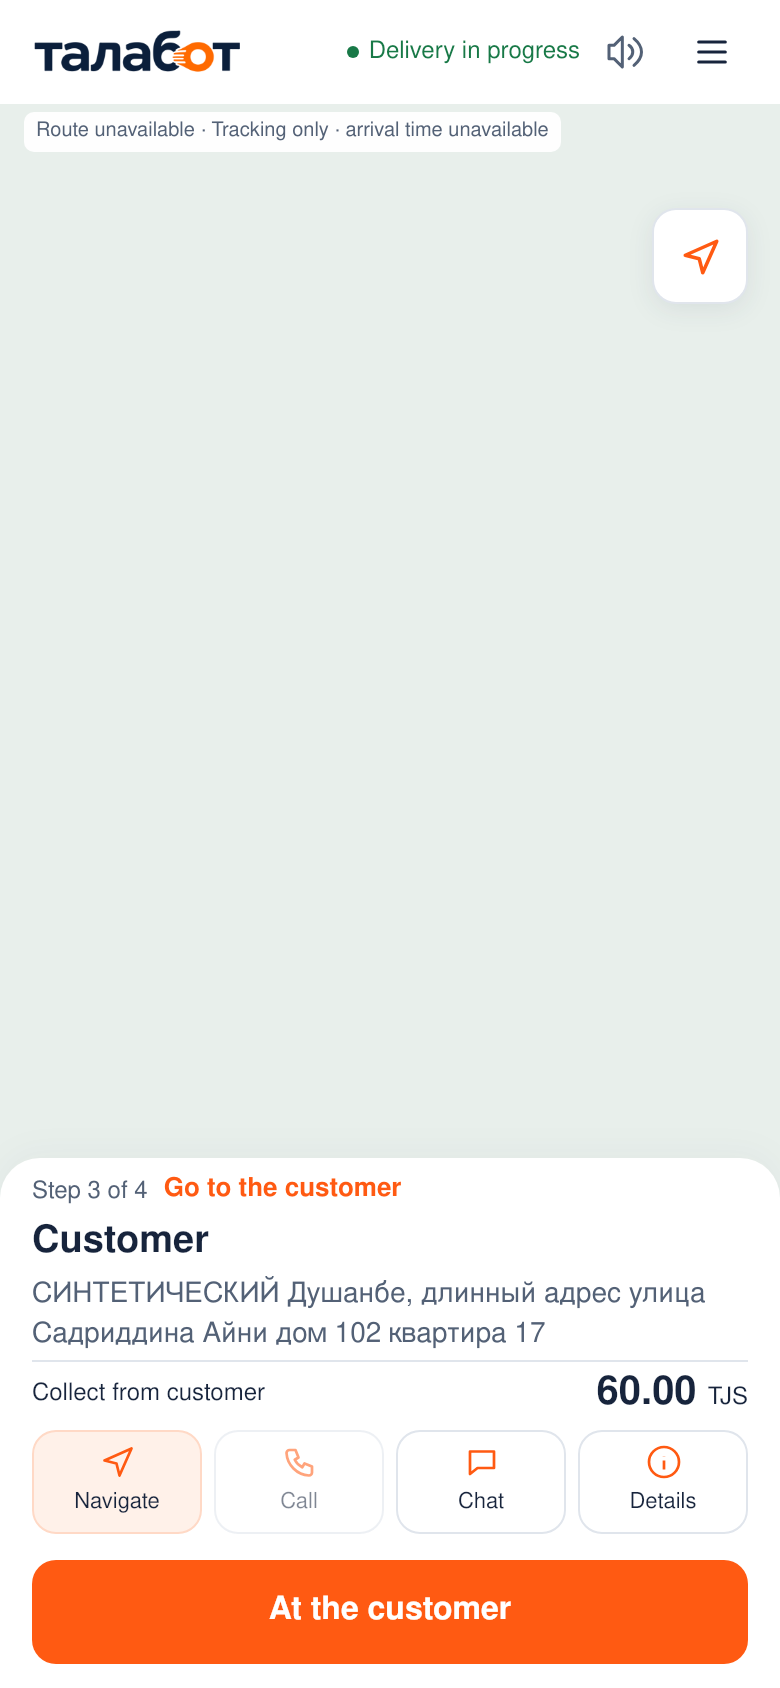 талабот
Delivery in progress
Route unavailable · Tracking only · arrival time unavailable
Step 3 of 4 Go to the customer
Customer
СИНТЕТИЧЕСКИЙ Душанбе, длинный адрес улица
Садриддина Айни дом 102 квартира 17
Collect from customer 60.00 TJS
Navigate Call Chat Details
At the customer